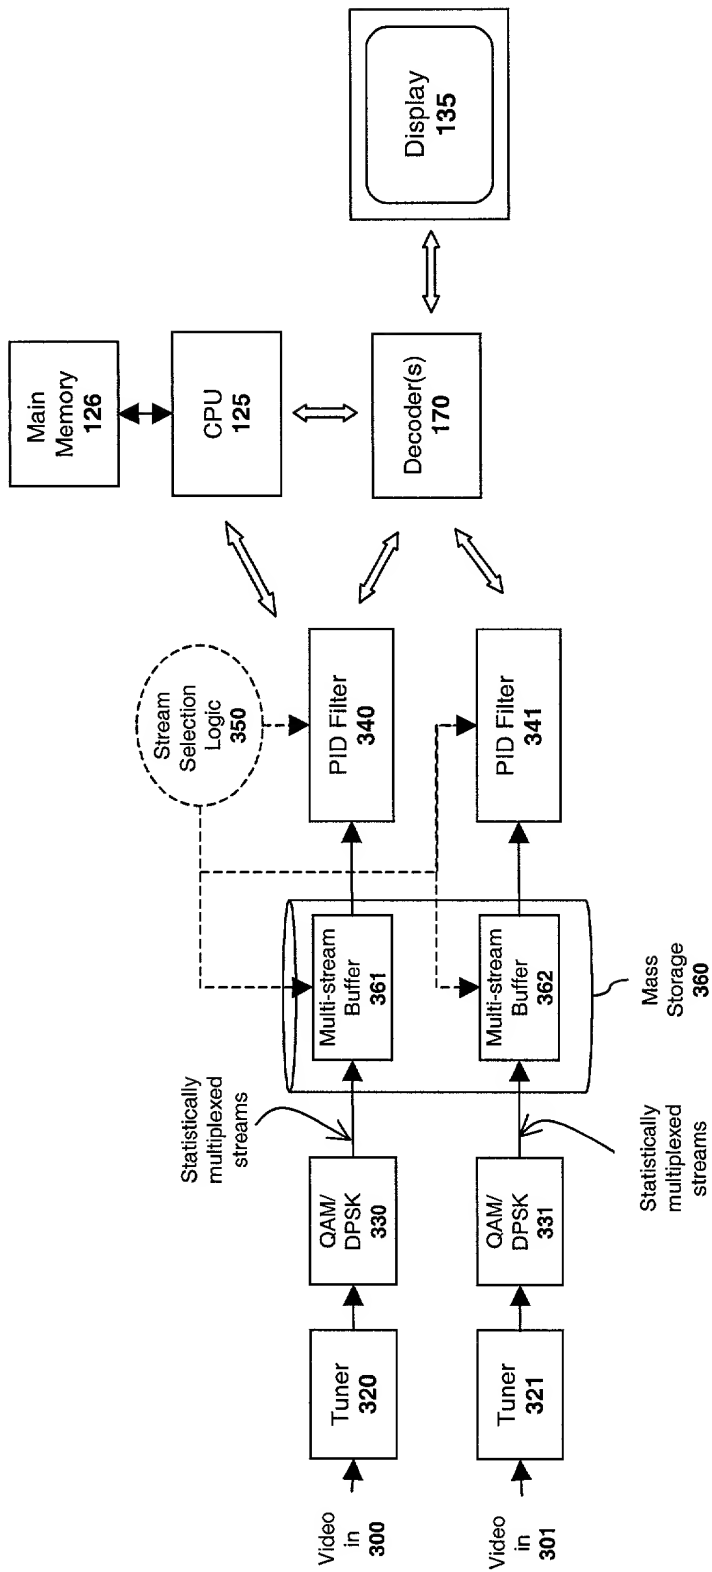 Video
in
300
Tuner
320
QAM/
DPSK
330
Statistically
multiplexed
streams
Multi-stream
Buffer
361
Stream
Selection
Logic
350
PID Filter
340
Main
Memory
126
CPU
125
Decoder(s)
170
Display
135
Video
in
301
Tuner
321
QAM/
DPSK
331
Statistically
multiplexed
streams
Multi-stream
Buffer
362
Mass
Storage
360
PID Filter
341